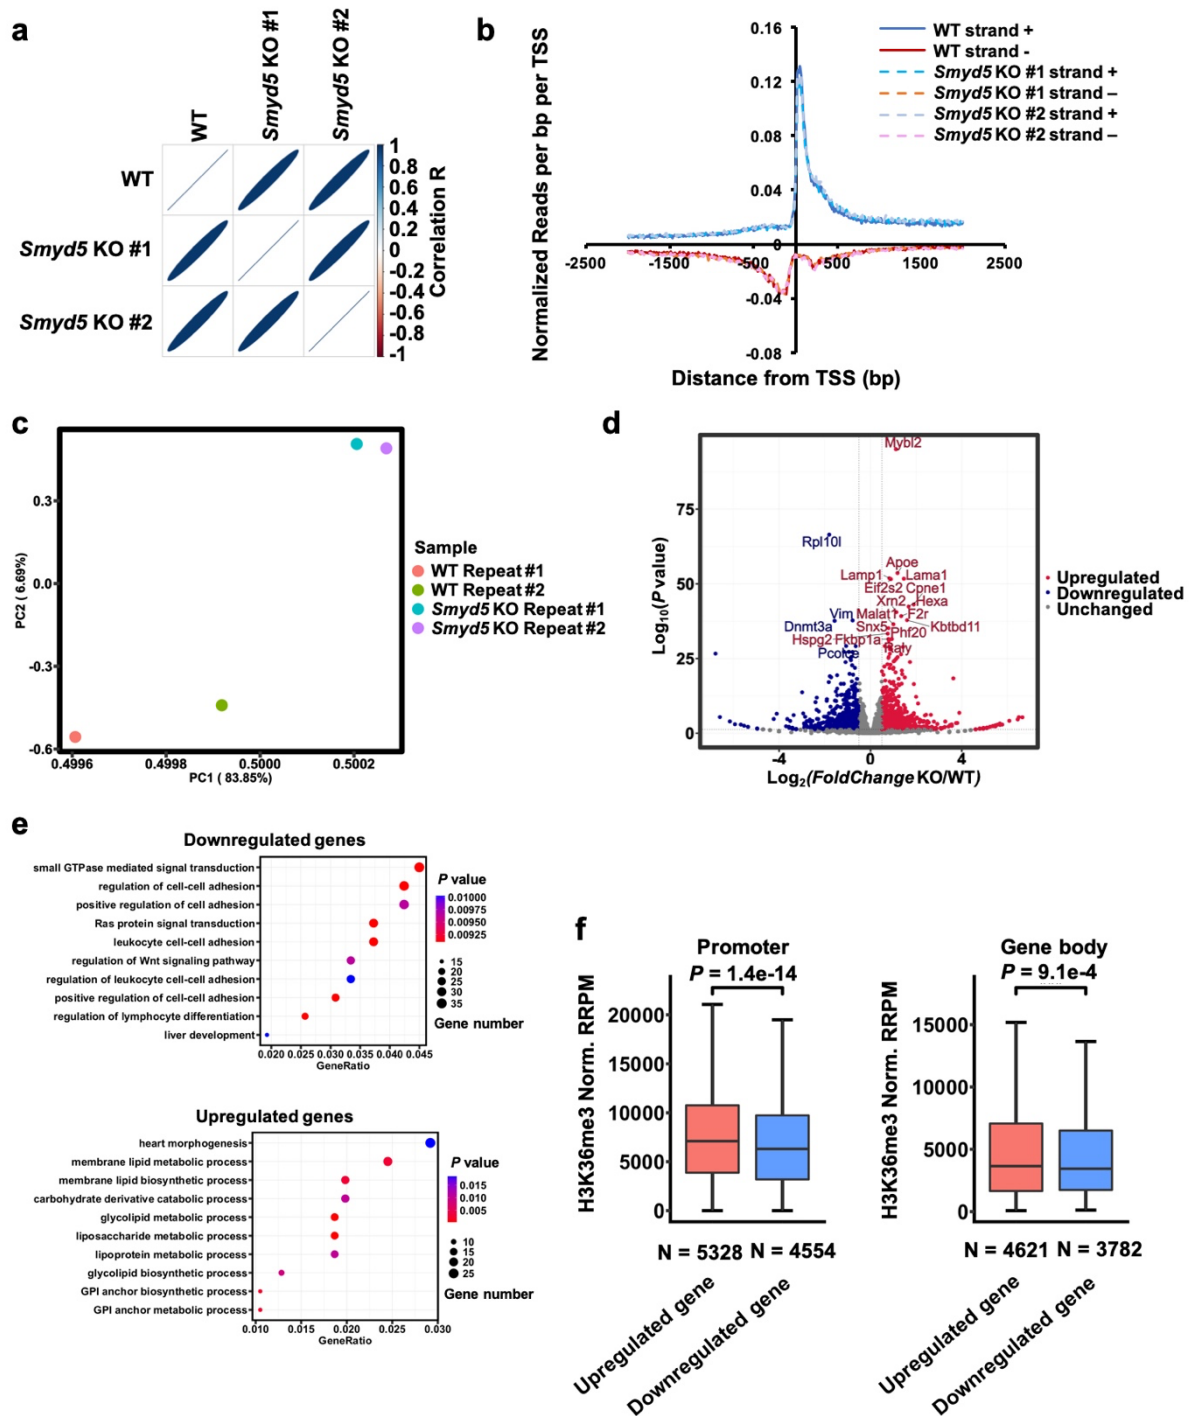 a
WT
Smyd5 KO #1
Smyd5 KO #2
WT
Smyd5 KO #1
Smyd5 KO #2
1
0.8
0.6
0.4
0.2
0
-0.2
-0.4
-0.6
-0.8
-1
Correlation R
b
Normalized Reads per bp per TSS
0.16
0.12
0.08
0.04
0
-0.04
-0.08
-2500
-1500
-500
500
1500
2500
Distance from TSS (bp)
WT strand +
WT strand -
Smyd5 KO #1 strand +
Smyd5 KO #1 strand –
Smyd5 KO #2 strand +
Smyd5 KO #2 strand –
c
PC2 ( 6.69%)
0.3
0.0
-0.3
-0.6
0.4996
0.4998
0.5000
0.5002
PC1 ( 83.85%)
Sample
WT Repeat #1
WT Repeat #2
Smyd5 KO Repeat #1
Smyd5 KO Repeat #2
d
Log10(P value)
75
50
25
0
-4
0
4
Log2(FoldChange KO/WT)
Mybl2
Rpl10l
Apoe
Lamp1
Lama1
Eif2s2 Cpne1
Xrn2
Hexa
Vim
Malat1
F2r
Dnmt3a
Snx5
Phf20
Kbtbd11
Hspg2
Fkbp1a
Raly
Pcolce
Upregulated
Downregulated
Unchanged
e
Downregulated genes
small GTPase mediated signal transduction
regulation of cell-cell adhesion
positive regulation of cell adhesion
Ras protein signal transduction
leukocyte cell-cell adhesion
regulation of Wnt signaling pathway
regulation of leukocyte cell-cell adhesion
positive regulation of cell-cell adhesion
regulation of lymphocyte differentiation
liver development
0.020 0.025 0.030 0.035 0.040 0.045
GeneRatio
P value
0.01000
0.00975
0.00950
0.00925
15
20
25
30
35
Gene number
Upregulated genes
heart morphogenesis
membrane lipid metabolic process
membrane lipid biosynthetic process
carbohydrate derivative catabolic process
glycolipid metabolic process
liposaccharide metabolic process
lipoprotein metabolic process
glycolipid biosynthetic process
GPI anchor biosynthetic process
GPI anchor metabolic process
0.010 0.015 0.020 0.025 0.030
GeneRatio
P value
0.015
0.010
0.005
10
15
20
25
Gene number
f
Promoter
P = 1.4e-14
H3K36me3 Norm. RRPM
20000
15000
10000
5000
0
N = 5328 N = 4554
Upregulated gene
Downregulated gene
Gene body
P = 9.1e-4
H3K36me3 Norm. RRPM
15000
10000
5000
0
N = 4621 N = 3782
Upregulated gene
Downregulated gene